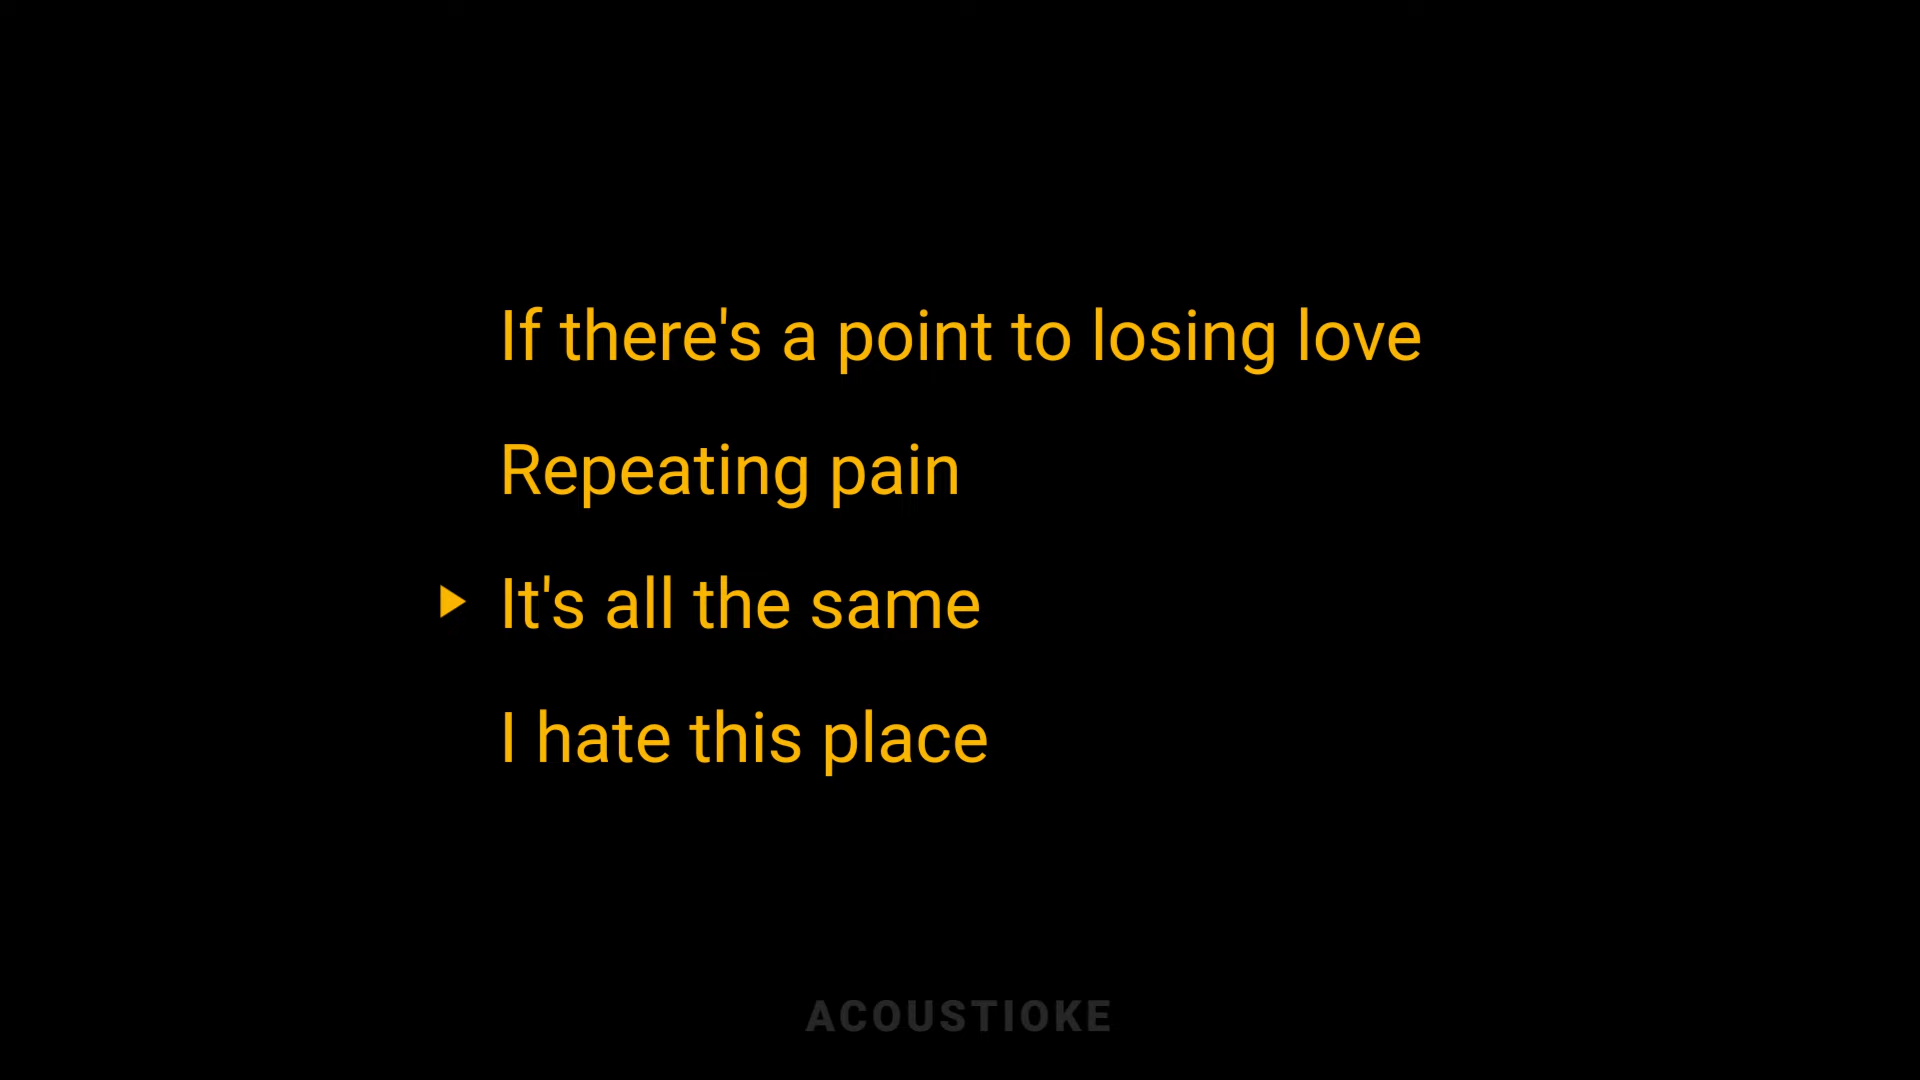 If there's a point to losing love
Repeating pain
It's all the same
I hate this place
ACOUSTIOKE